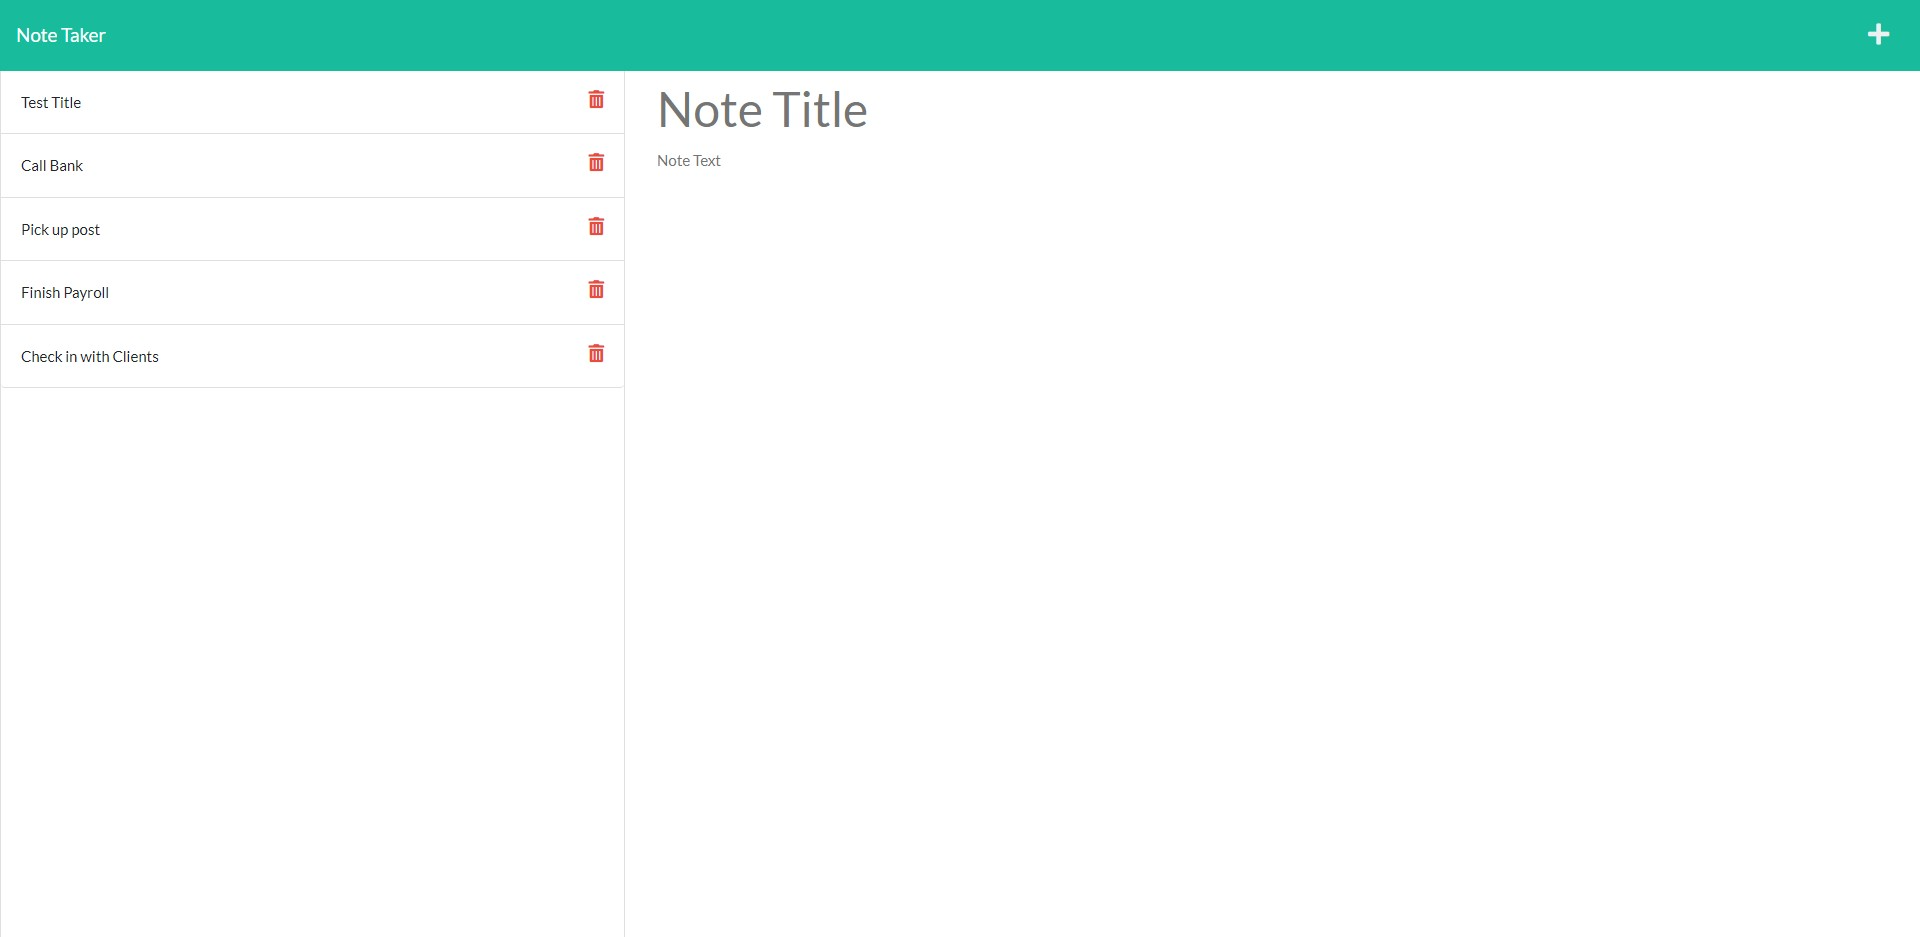 Note Taker
Test Title
Call Bank
Pick up post
Finish Payroll
Check in with Clients
Note Title
Note Text